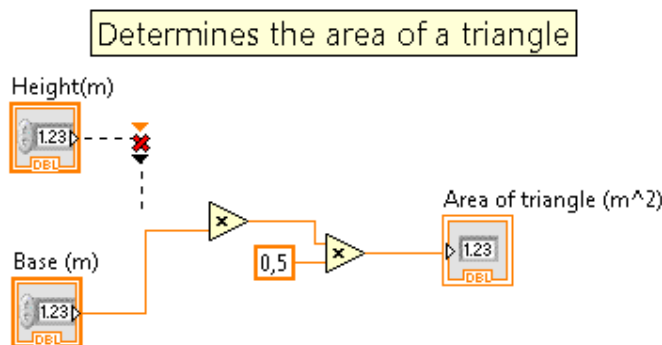 Determines the area of a triangle
Height(m)
1.23
DBL
Area of triangle (m^2)
×
1.23
DBL
×
0,5
Base (m)
1.23
DBL